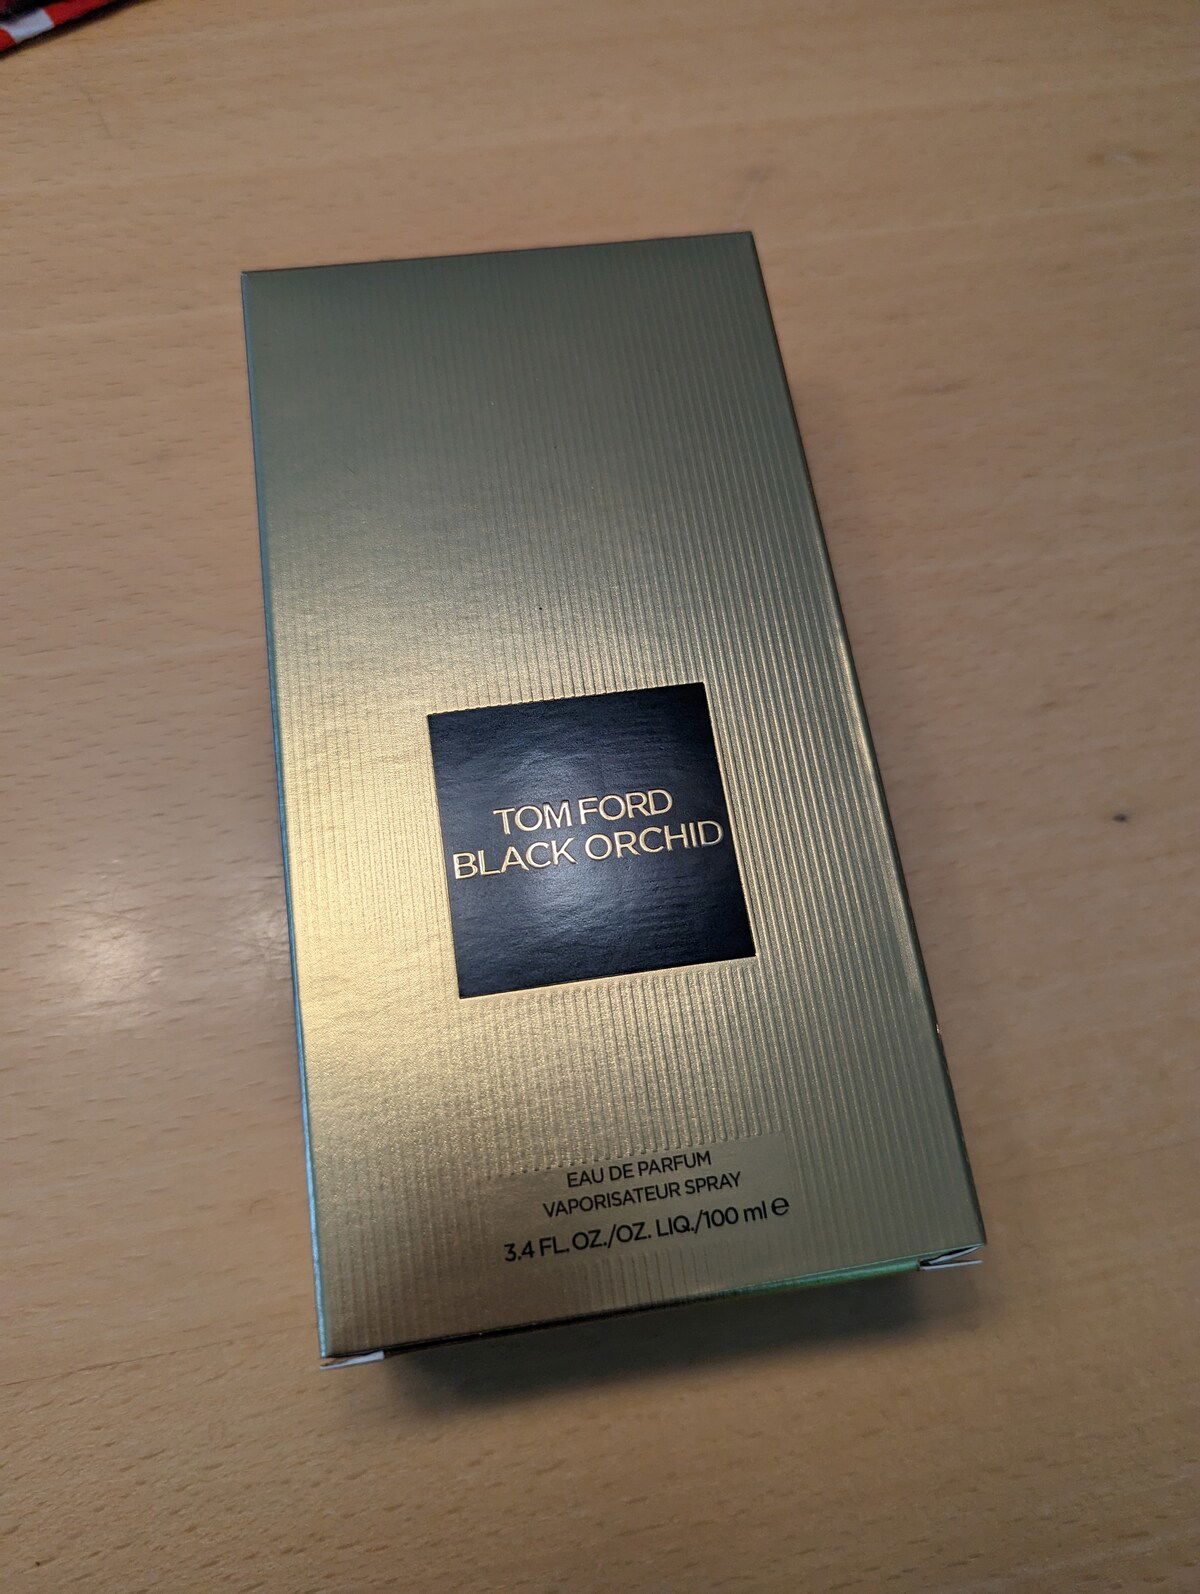 TOM FORD
BLACK ORCHID
EAU DE PARFUM
VAPORISATEUR SPRAY
3.4 FL. OZ./OZ. LIQ./100 ml ℮